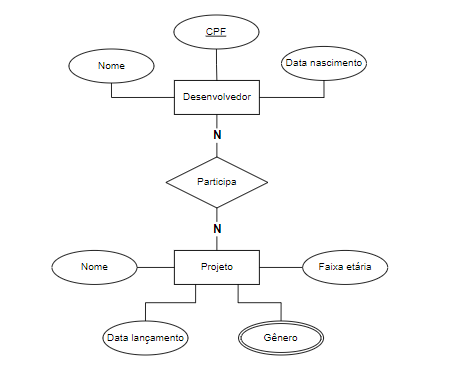 CPF
Nome
Data nascimento
Desenvolvedor
N
Participa
N
Nome
Projeto
Faixa etária
Data lançamento
Gênero